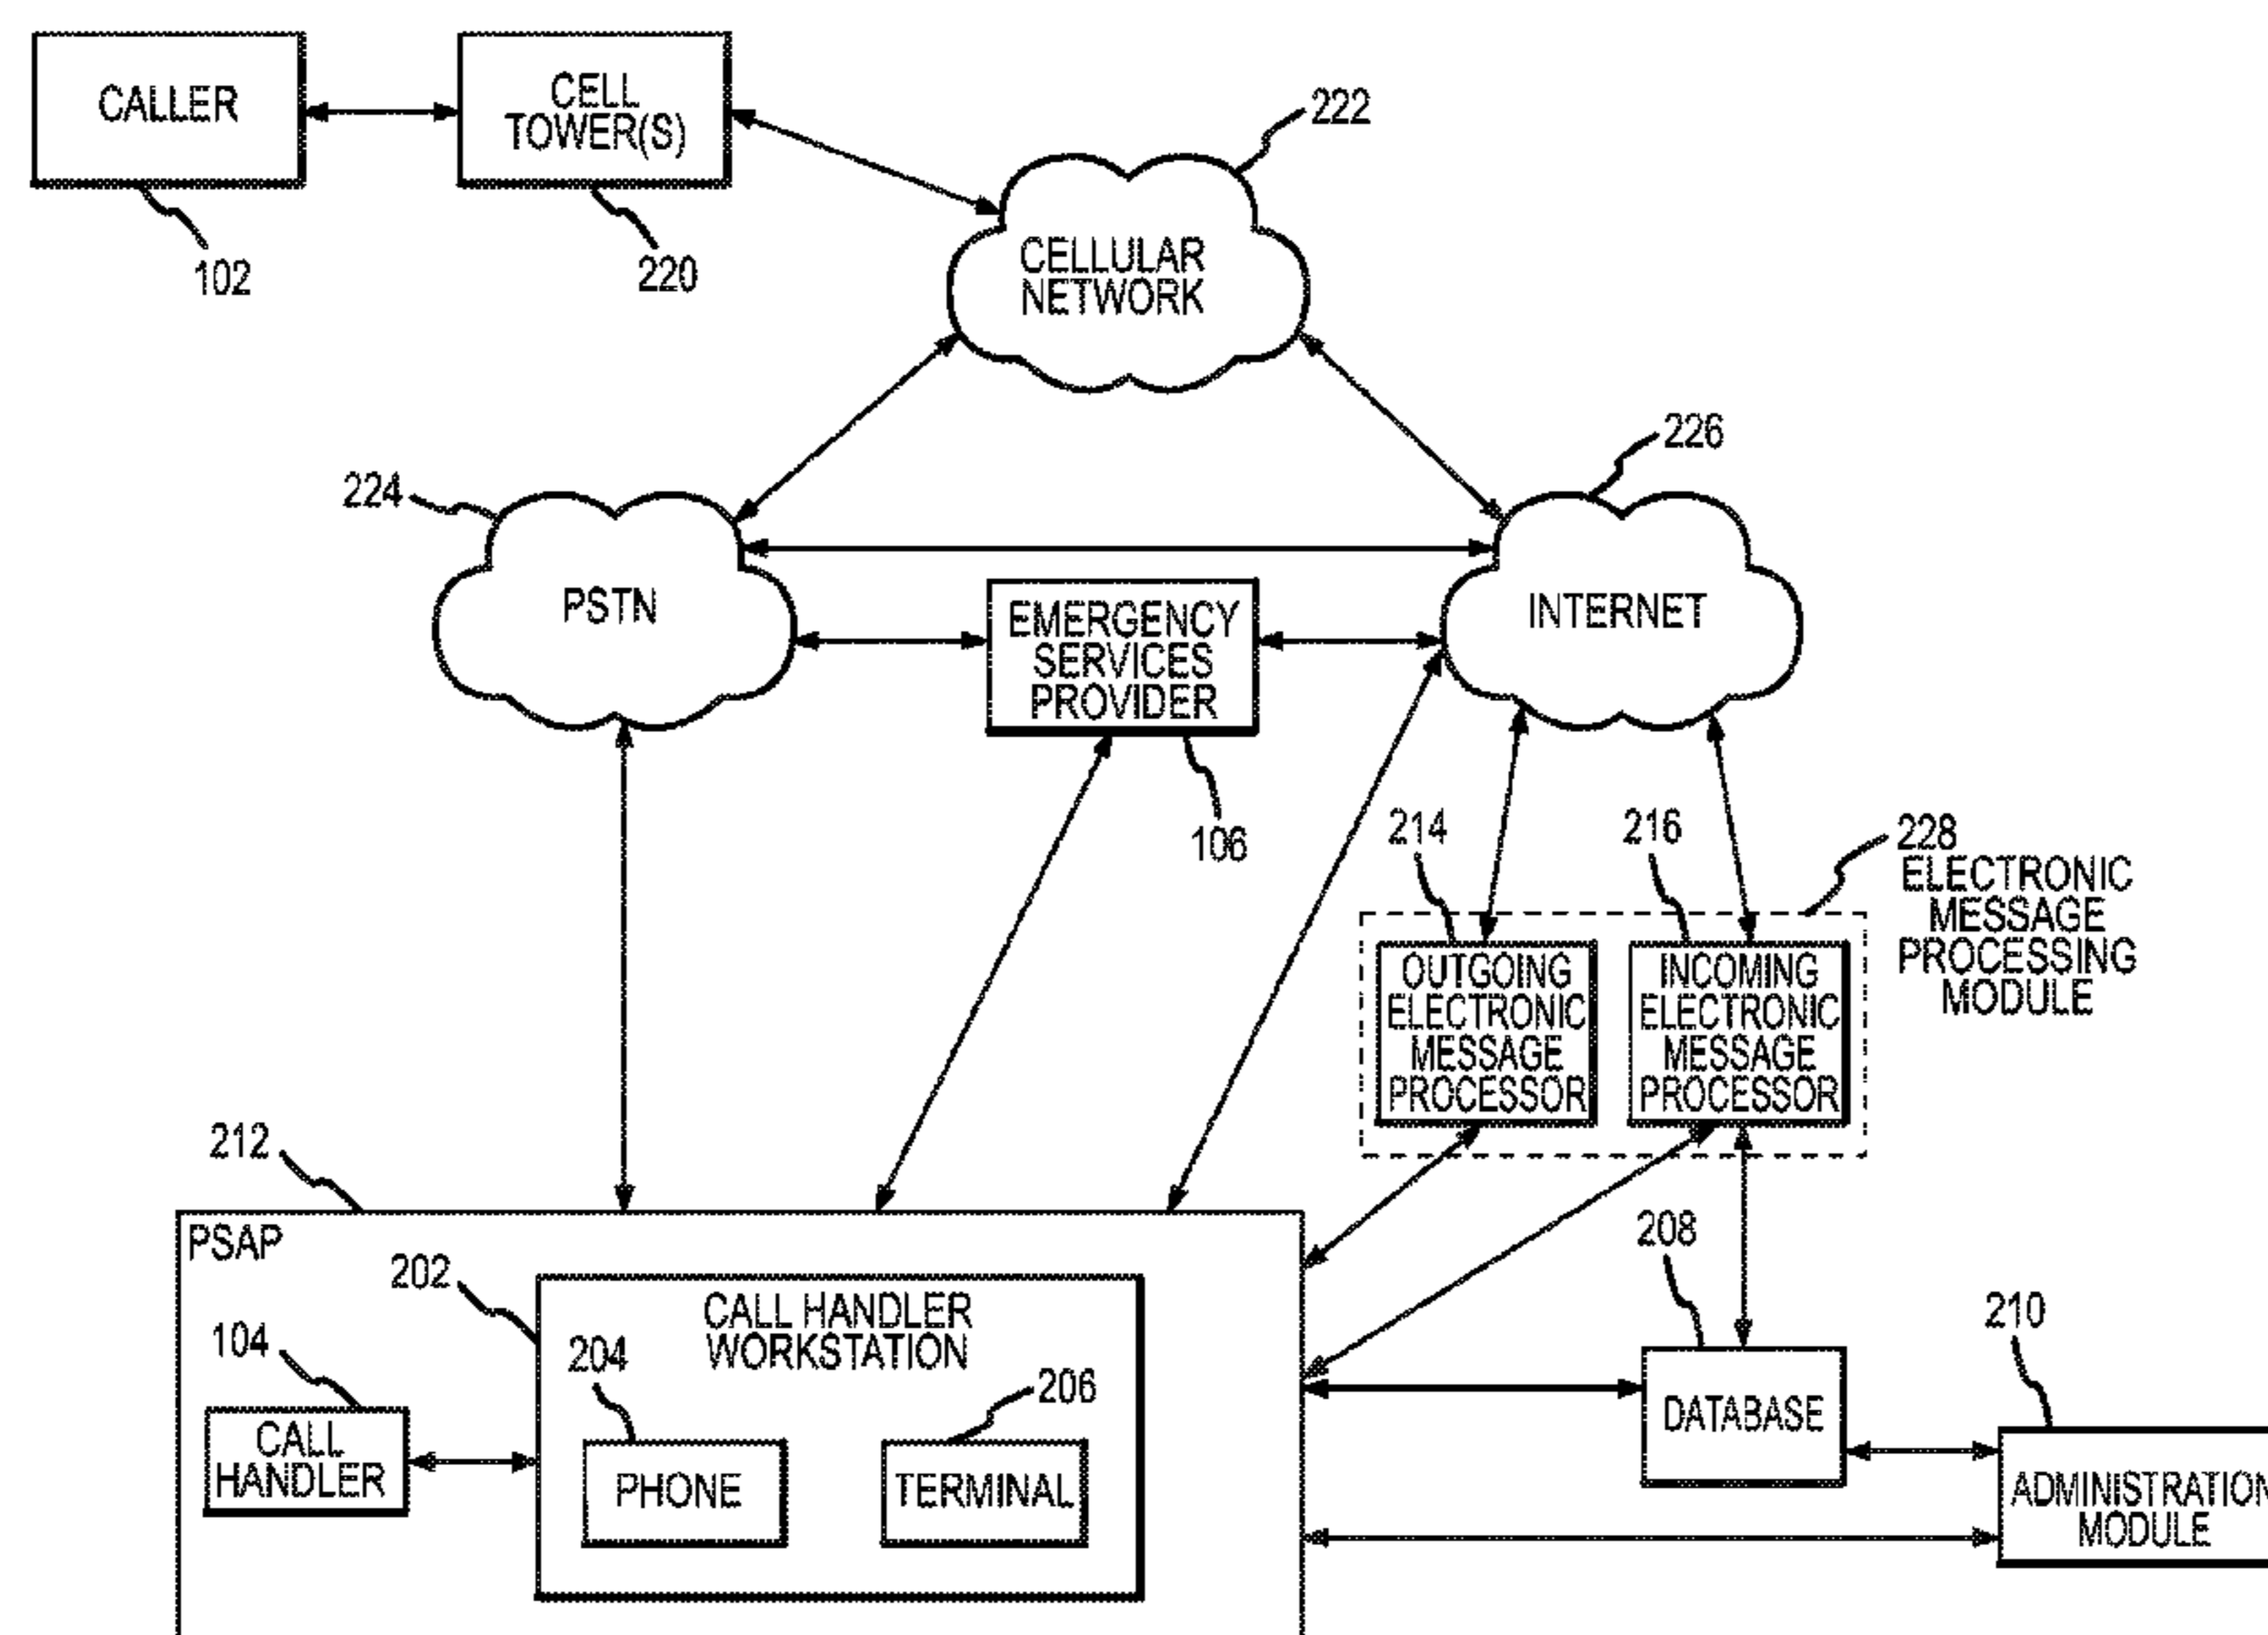 CALLER
CELL
TOWER(S)
222
102
220
CELLULAR
NETWORK
226
224
PSTN
EMERGENCY
SERVICES
PROVIDER
INTERNET
106
214
216
228
ELECTRONIC
MESSAGE
PROCESSING
MODULE
OUTGOING
ELECTRONIC
MESSAGE
PROCESSOR
INCOMING
ELECTRONIC
MESSAGE
PROCESSOR
212
PSAP
202
CALL HANDLER
WORKSTATION
208
210
104
204
206
CALL
HANDLER
PHONE
TERMINAL
DATABASE
ADMINISTRATION
MODULE